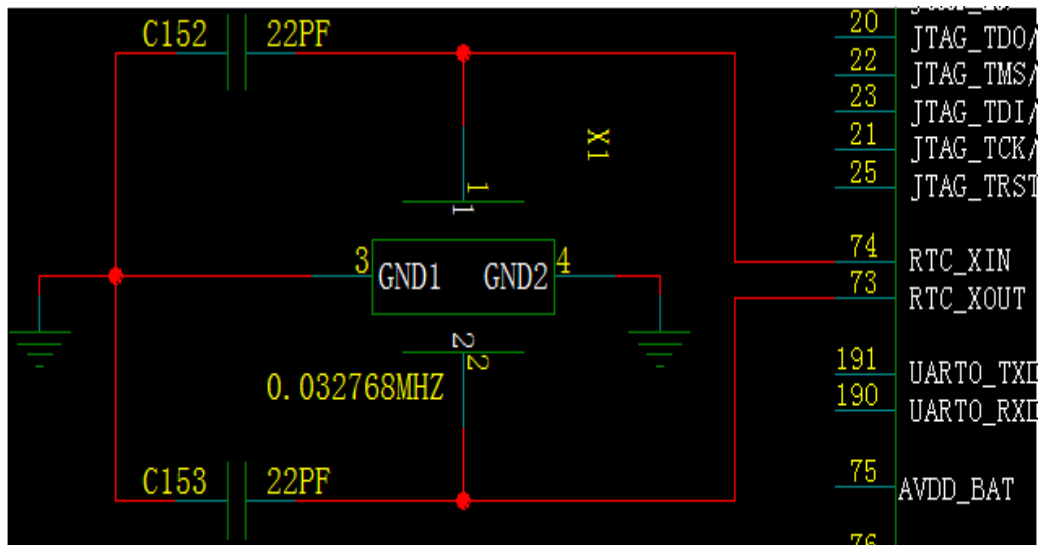 C152 22PF
X1
1
1
3 GND1 GND2 4
2
2
0.032768MHZ
C153 22PF
20
JTAG_TDO/
22
JTAG_TMS/
23
JTAG_TDI/
21
JTAG_TCK/
25
JTAG_TRST
74
RTC_XIN
73
RTC_XOUT
191
UART0_TXD
190
UART0_RXD
75
AVDD_BAT
76